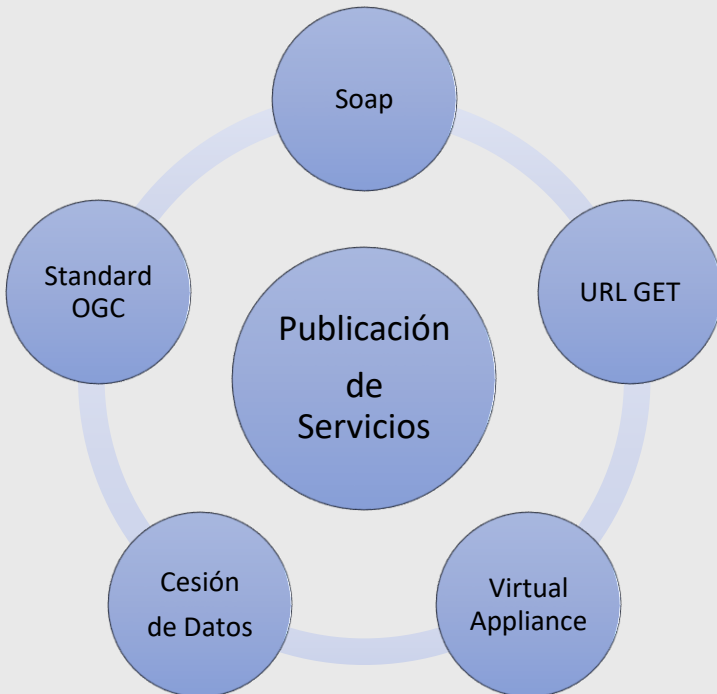 Soap
Standard
OGC
URL GET
Publicación
de
Servicios
Cesión
de Datos
Virtual
Appliance